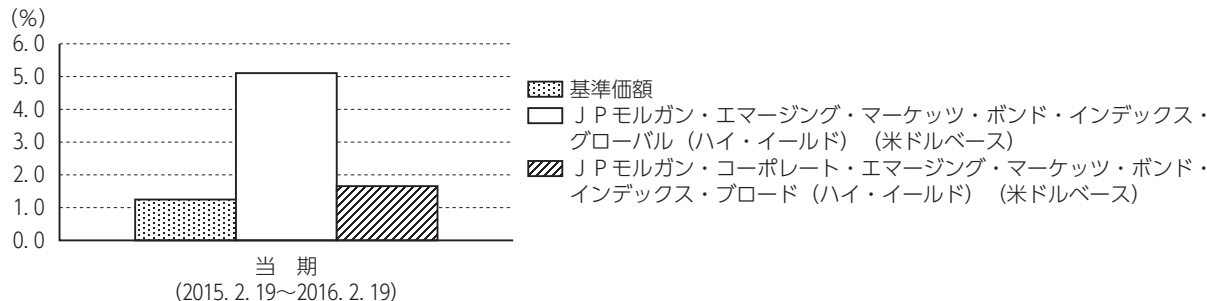 (%)
6.0
5.0
4.0
3.0
2.0
1.0
0.0
当 期
(2015. 2. 19～2016. 2. 19)
基準価額
ＪＰモルガン・エマージング・マーケッツ・ボンド・インデックス・
グローバル（ハイ・イールド）（米ドルベース）
ＪＰモルガン・コーポレート・エマージング・マーケッツ・ボンド・
インデックス・ブロード（ハイ・イールド）（米ドルベース）